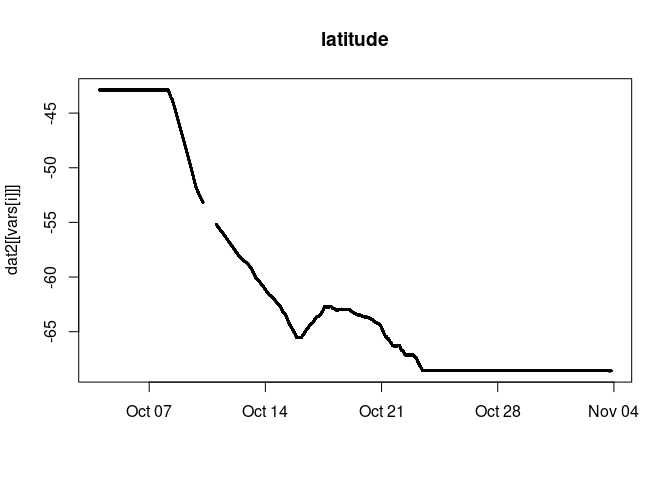 latitude
dat2[[vars[i]]]
-45
-50
-55
-60
-65
Oct 07
Oct 14
Oct 21
Oct 28
Nov 04